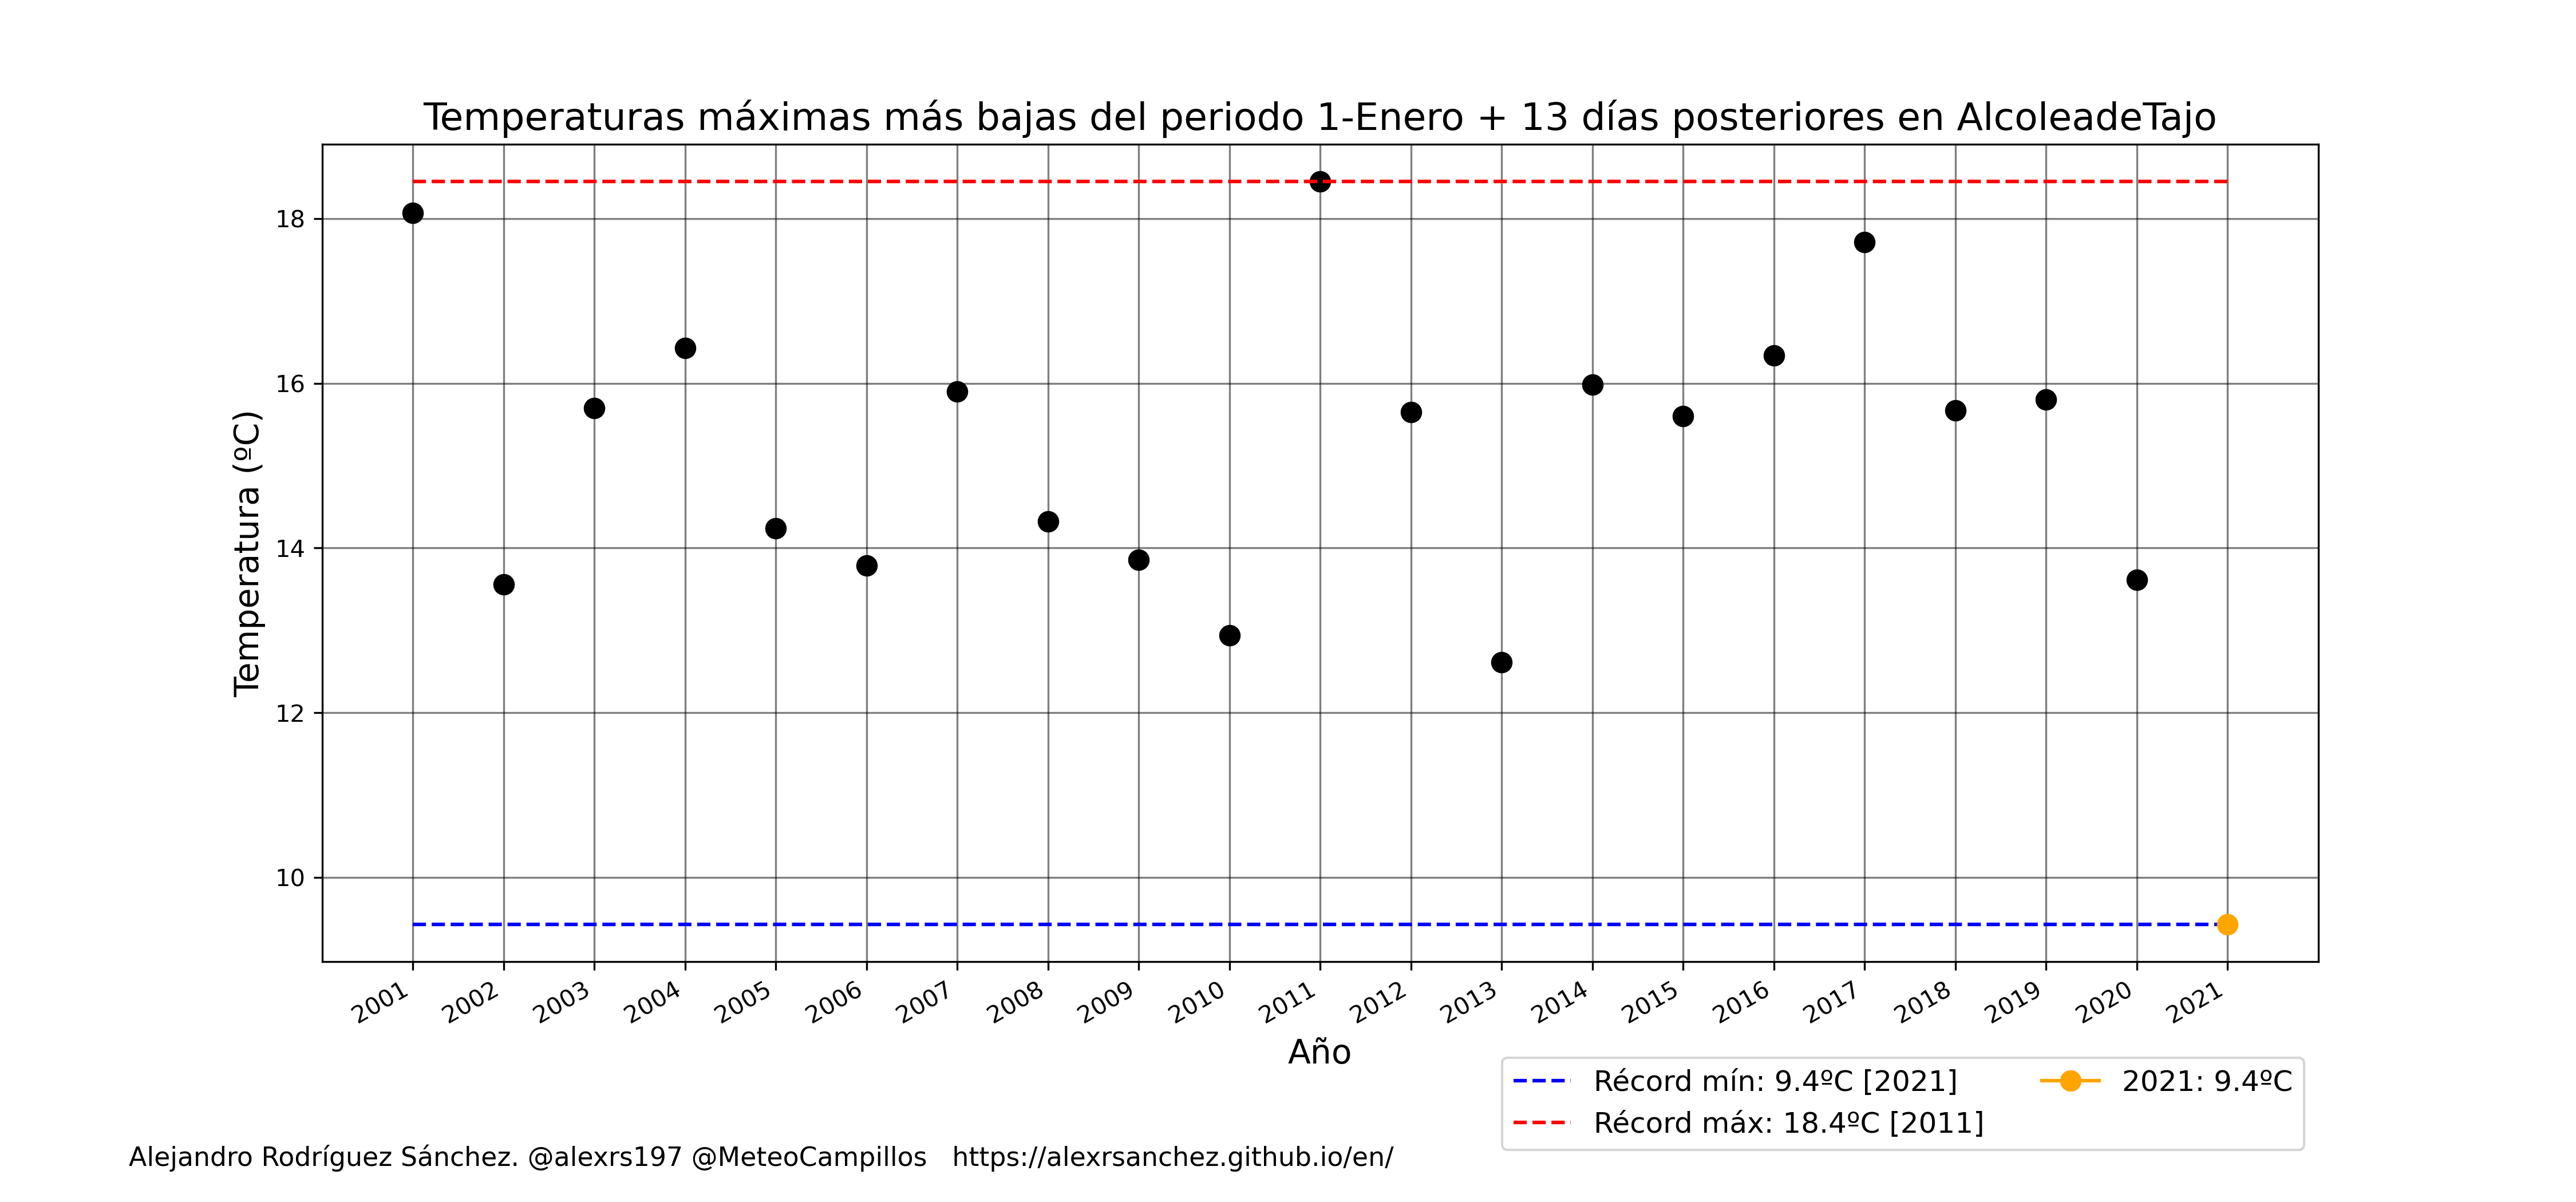 Temperaturas máximas más bajas del periodo 1-Enero + 13 días posteriores en AlcoleadeTajo
Temperatura (ºC)
18
16
14
12
10
2001 2002 2003 2004 2005 2006 2007 2008 2009 2010 2011 2012 2013 2014 2015 2016 2017 2018 2019 2020 2021
Año
Récord mín: 9.4ºC [2021]
Récord máx: 18.4ºC [2011]
2021: 9.4ºC
Alejandro Rodríguez Sánchez. @alexrs197 @MeteoCampillos https://alexrsanchez.github.io/en/